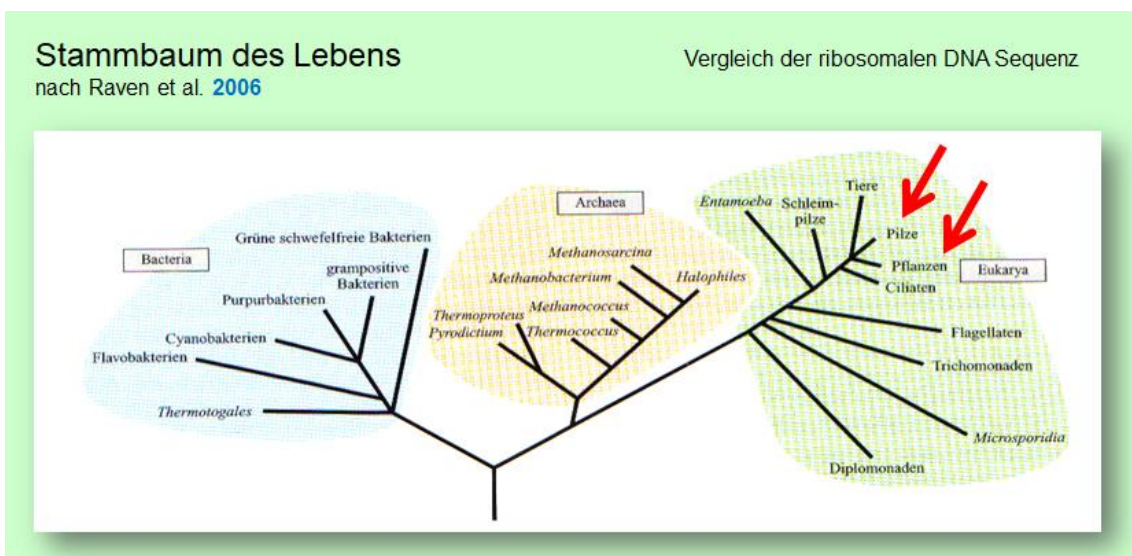 Stammbaum des Lebens
nach Raven et al. 2006
Vergleich der ribosomalen DNA Sequenz
Bacteria
Grüne schwefelfreie Bakterien
grampositive
Bakterien
Purpurbakterien
Cyanobakterien
Flavobakterien
Thermotogales
Archaea
Methanosarcina
Methanobacterium
Halophiles
Methanococcus
Thermoproteus
Pyrodictium
Thermococcus
Entamoeba
Schleim-
pilze
Tiere
Pilze
Pflanzen
Eukarya
Ciliaten
Flagellaten
Trichomonaden
Microsporidia
Diplomonaden